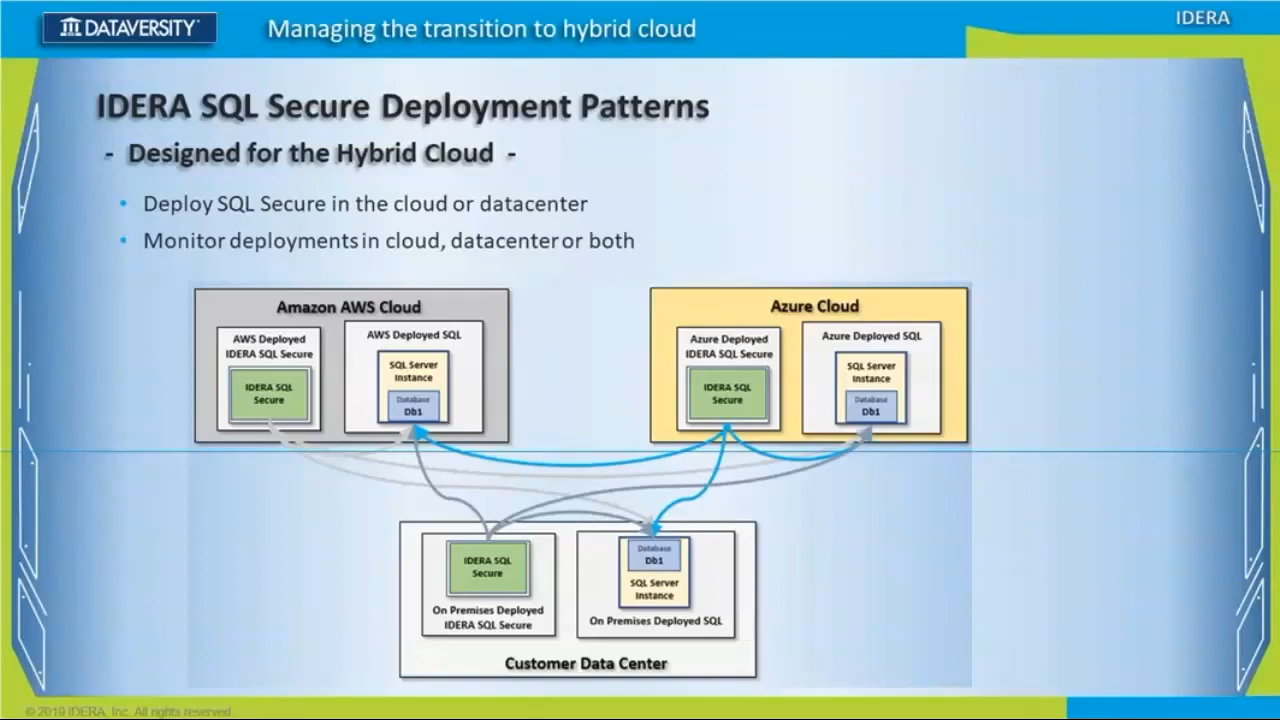 DATAVERSITY
Managing the transition to hybrid cloud
IDERA
IDERA SQL Secure Deployment Patterns
- Designed for the Hybrid Cloud -
• Deploy SQL Secure in the cloud or datacenter
• Monitor deployments in cloud, datacenter or both
Amazon AWS Cloud
AWS Deployed
IDERA SQL Secure
IDERA SQL
Secure
AWS Deployed SQL
SQL Server
Instance
Database
Db1
Azure Cloud
Azure Deployed
IDERA SQL Secure
IDERA SQL
Secure
Azure Deployed SQL
SQL Server
Instance
Database
Db1
IDERA SQL
Secure
On Premises Deployed
IDERA SQL Secure
Database
Db1
SQL Server
Instance
On Premises Deployed SQL
Customer Data Center
© 2019 IDERA, Inc. All rights reserved.